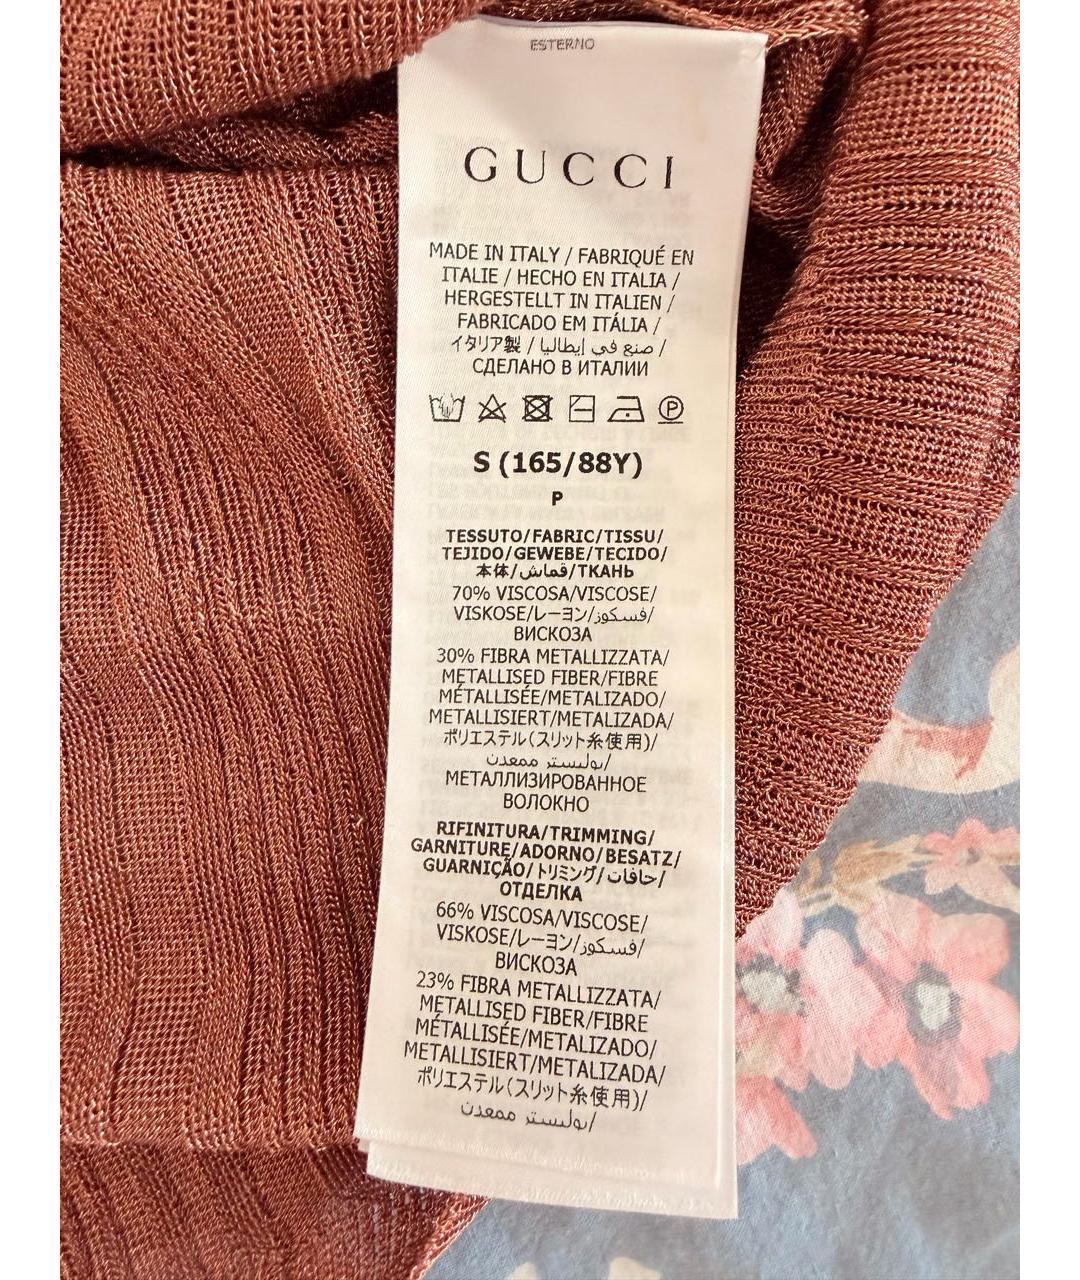 ESTERNO
GUCCI
MADE IN ITALY / FABRIQUÉ EN
ITALIE / HECHO EN ITALIA /
HERGESTELLT IN ITALIEN /
FABRICADO EM ITÁLIA /
イタリア製 / صنع في إيطاليا /
СДЕЛАНО В ИТАЛИИ
P
S (165/88Y)
P
TESSUTO/FABRIC/TISSU/
TEJIDO/GEWEBE/TECIDO/
本体/قماش/ТКАНЬ
70% VISCOSA/VISCOSE/
VISKOSE/レーヨン/فسكوز/
ВИСКОЗА
30% FIBRA METALLIZZATA/
METALLISED FIBER/FIBRE
MÉTALLISÉE/METALIZADO/
METALLISIERT/METALIZADA/
ポリエステル(スリット糸使用)/
بوليستر ممعدن/
МЕТАЛЛИЗИРОВАННОЕ
ВОЛОКНО
RIFINITURA/TRIMMING/
GARNITURE/ADORNO/BESATZ/
GUARNIÇÃO/トリミング/حافات/
ОТДЕЛКА
66% VISCOSA/VISCOSE/
VISKOSE/レーヨン/فسكوز/
ВИСКОЗА
23% FIBRA METALLIZZATA/
METALLISED FIBER/FIBRE
MÉTALLISÉE/METALIZADO/
METALLISIERT/METALIZADA/
ポリエステル(スリット糸使用)/
بوليستر ممعدن/